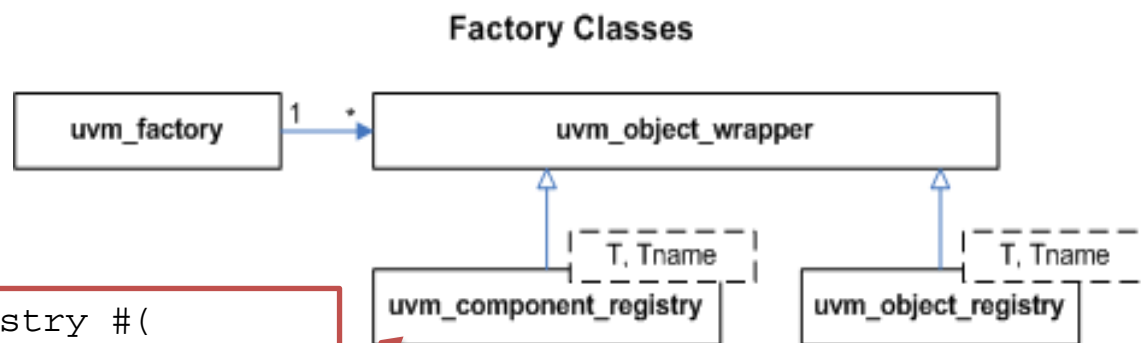 Factory Classes
uvm_factory
1
*
uvm_object_wrapper
T, Tname
T, Tname
uvm_component_registry
uvm_object_registry
stry #(